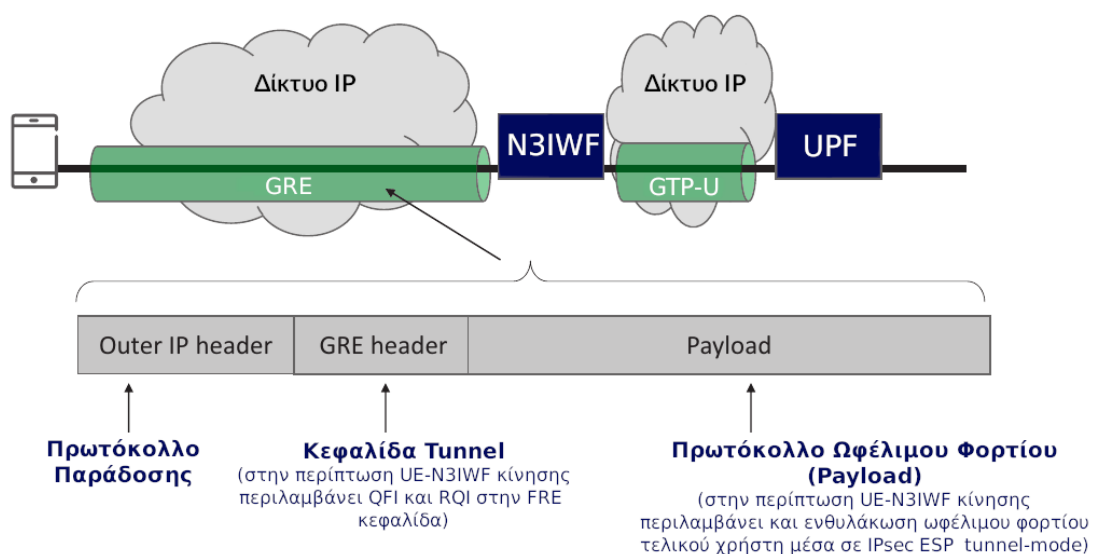 Δίκτυο IP
Δίκτυο IP
N3IWF
UPF
GRE
GTP-U
Outer IP header
GRE header
Payload
Πρωτόκολλο
Παράδοσης
Κεφαλίδα Tunnel
(στην περίπτωση UE-N3IWF κίνησης
περιλαμβάνει QFI και RQI στην FRE
κεφαλίδα)
Πρωτόκολλο Ωφέλιμου Φορτίου
(Payload)
(στην περίπτωση UE-N3IWF κίνησης
περιλαμβάνει και ενθυλάκωση ωφέλιμου φορτίου
τελικού χρήστη μέσα σε IPsec ESP tunnel-mode)